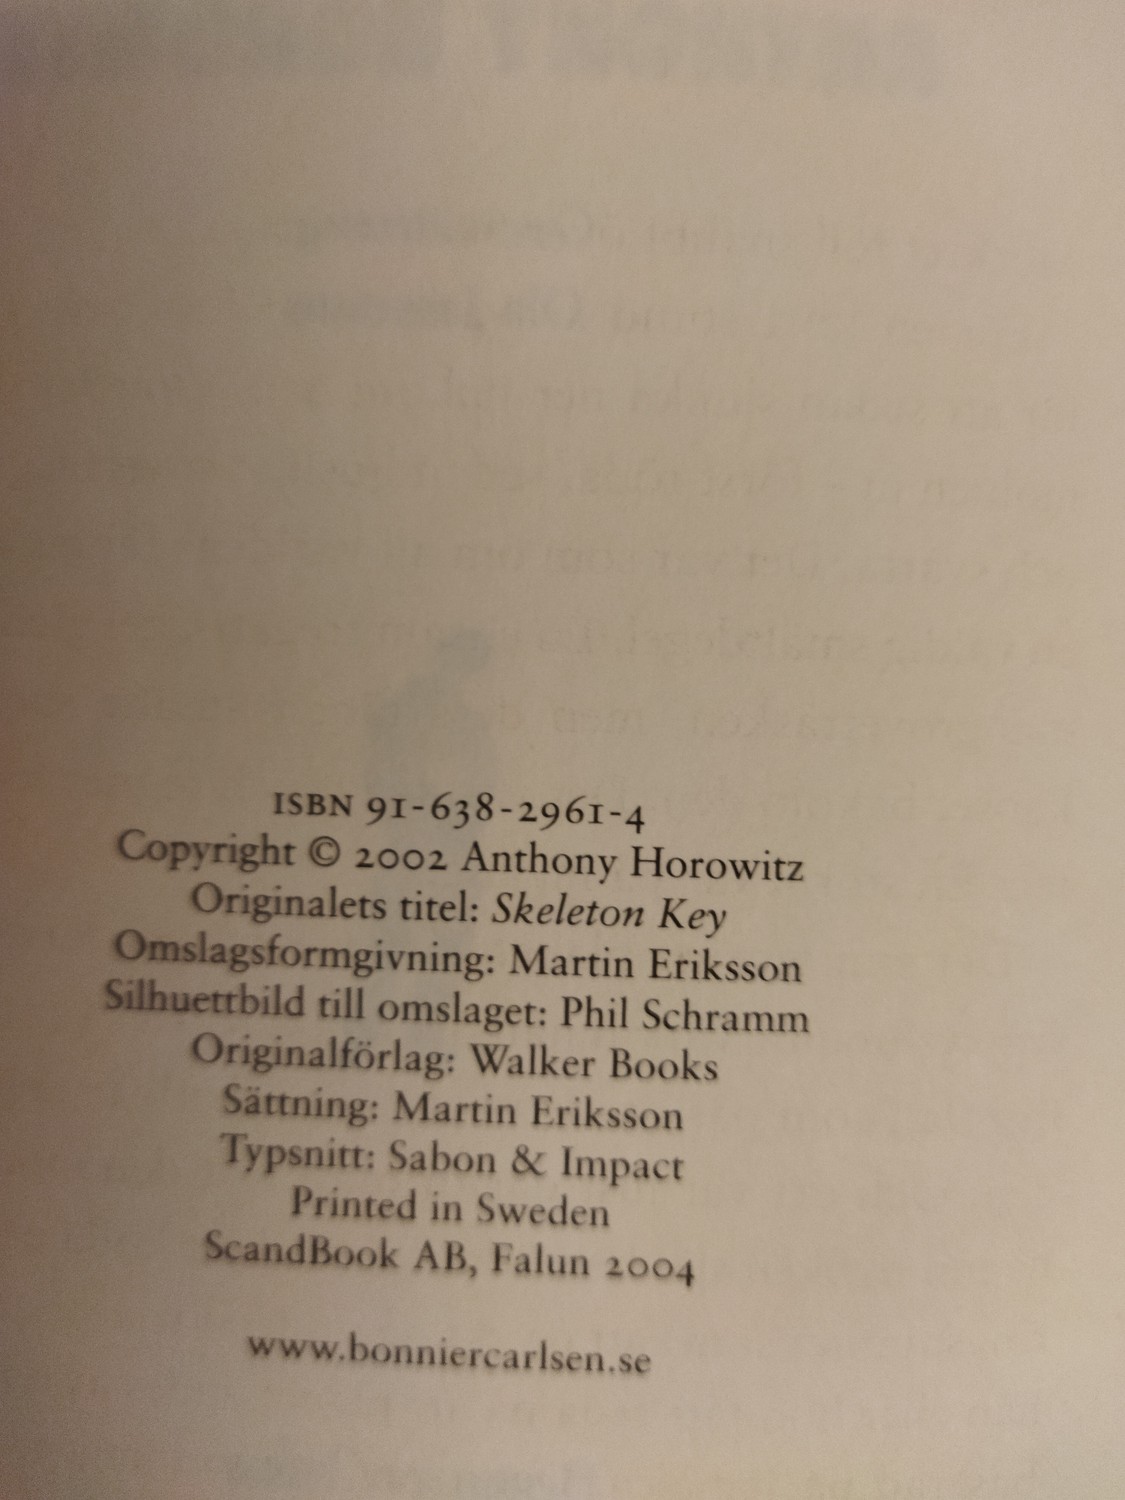 ISBN 91-638-2961-4
Copyright © 2002 Anthony Horowitz
Originalets titel: Skeleton Key
Omslagsformgivning: Martin Eriksson
Silhuettbild till omslaget: Phil Schramm
Originalförlag: Walker Books
Sättning: Martin Eriksson
Typsnitt: Sabon & Impact
Printed in Sweden
ScandBook AB, Falun 2004
www.bonniercarlsen.se